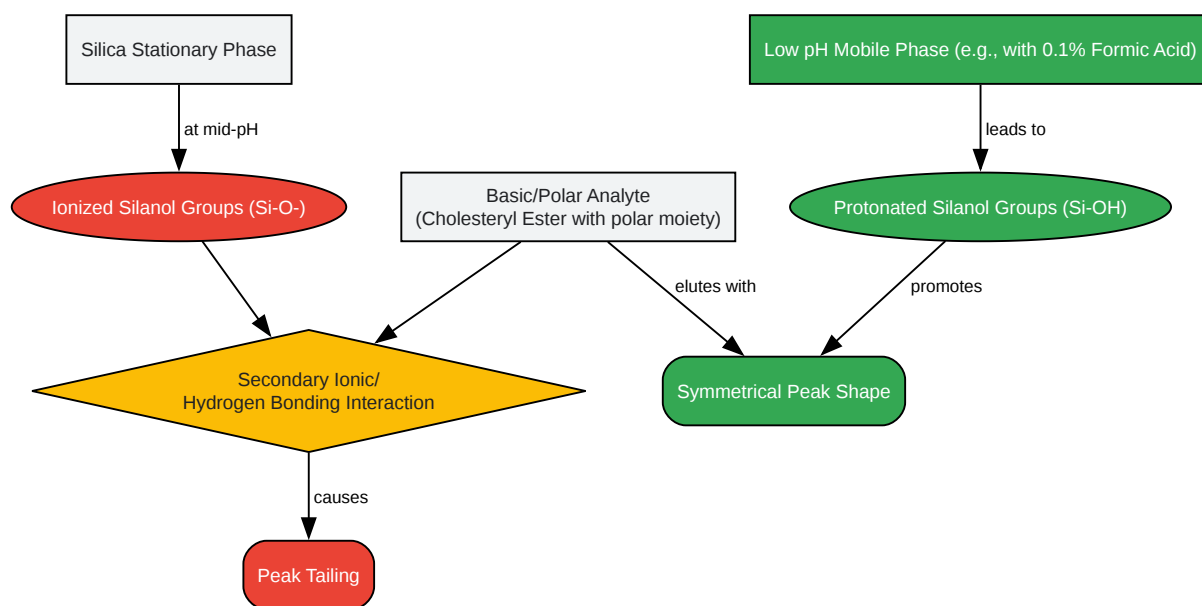 Silica Stationary Phase
Low pH Mobile Phase (e.g., with 0.1% Formic Acid)
at mid-pH
leads to
Ionized Silanol Groups (Si-O-)
Basic/Polar Analyte
(Cholesteryl Ester with polar moiety)
Protonated Silanol Groups (Si-OH)
elutes with
promotes
Secondary Ionic/
Hydrogen Bonding Interaction
Symmetrical Peak Shape
causes
Peak Tailing